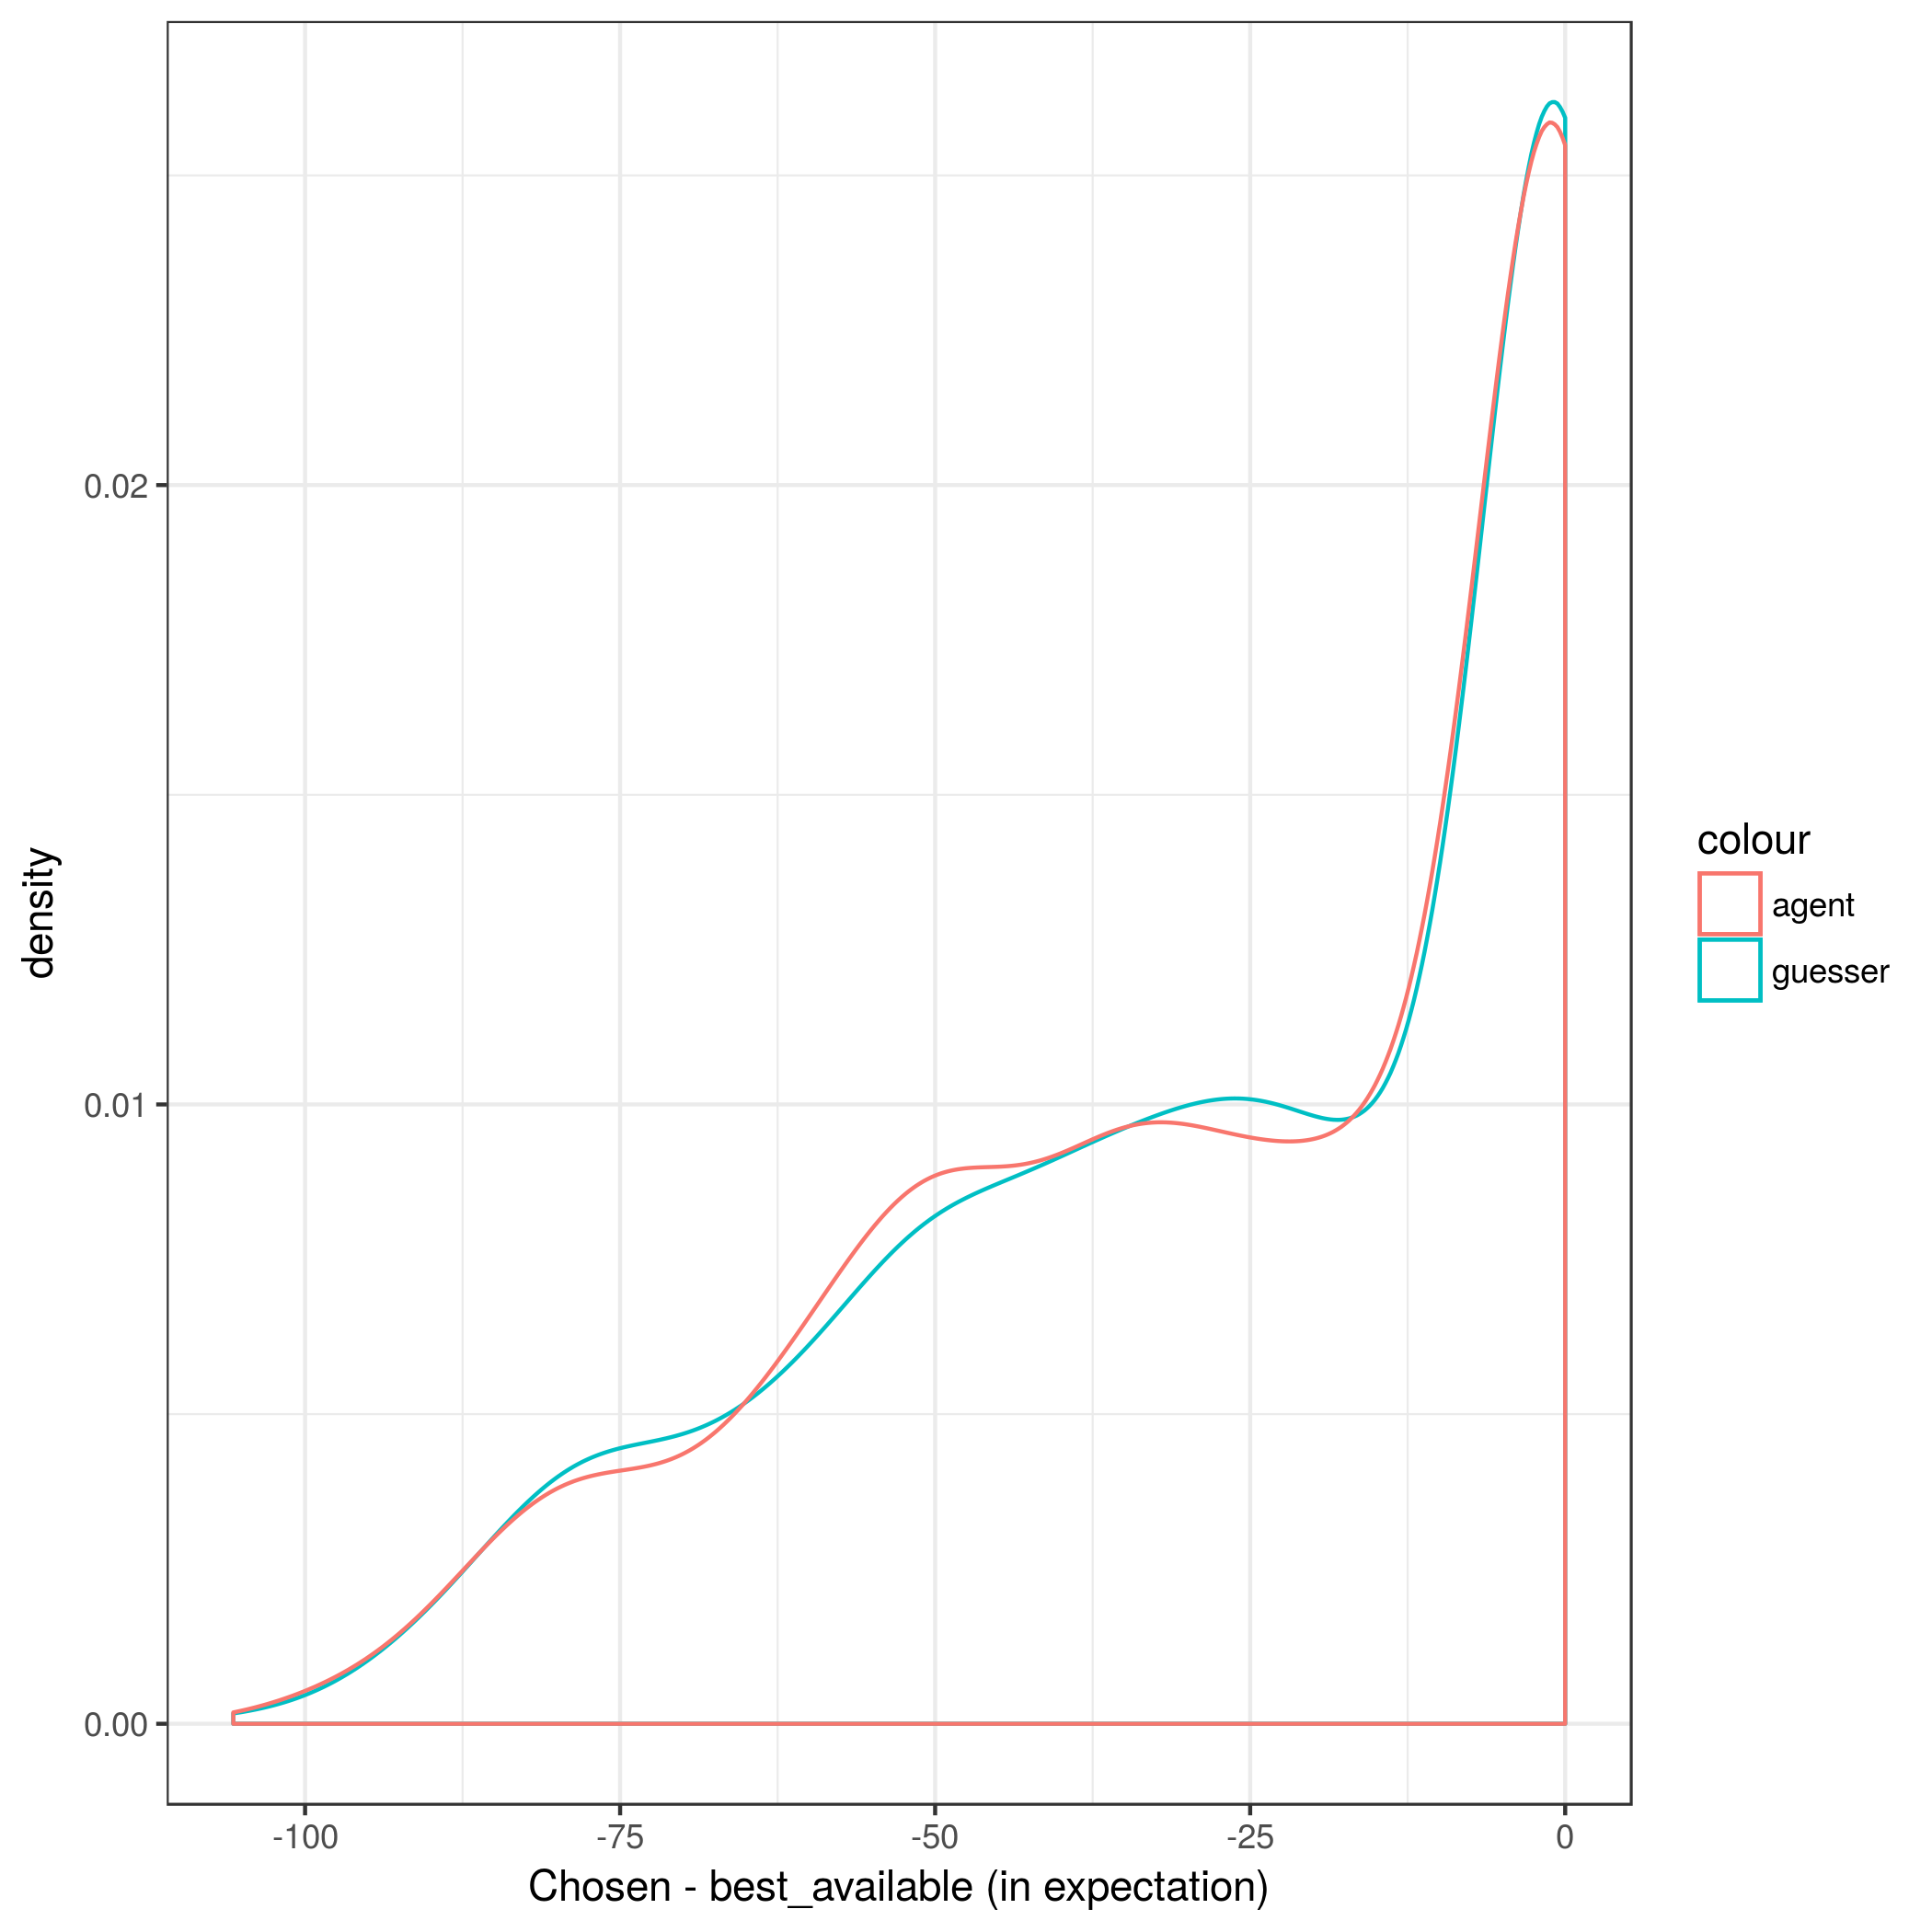 density
0.02
0.01
0.00
-100
-75
-50
-25
0
Chosen - best_available (in expectation)
colour
agent
guesser